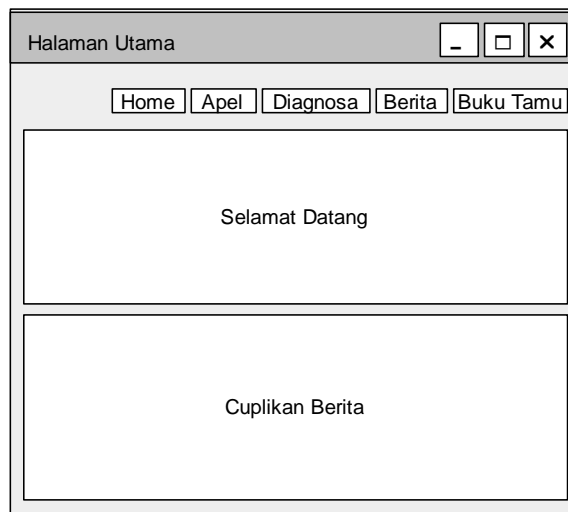 Halaman Utama
Home Apel Diagnosa Berita Buku Tamu
Selamat Datang
Cuplikan Berita